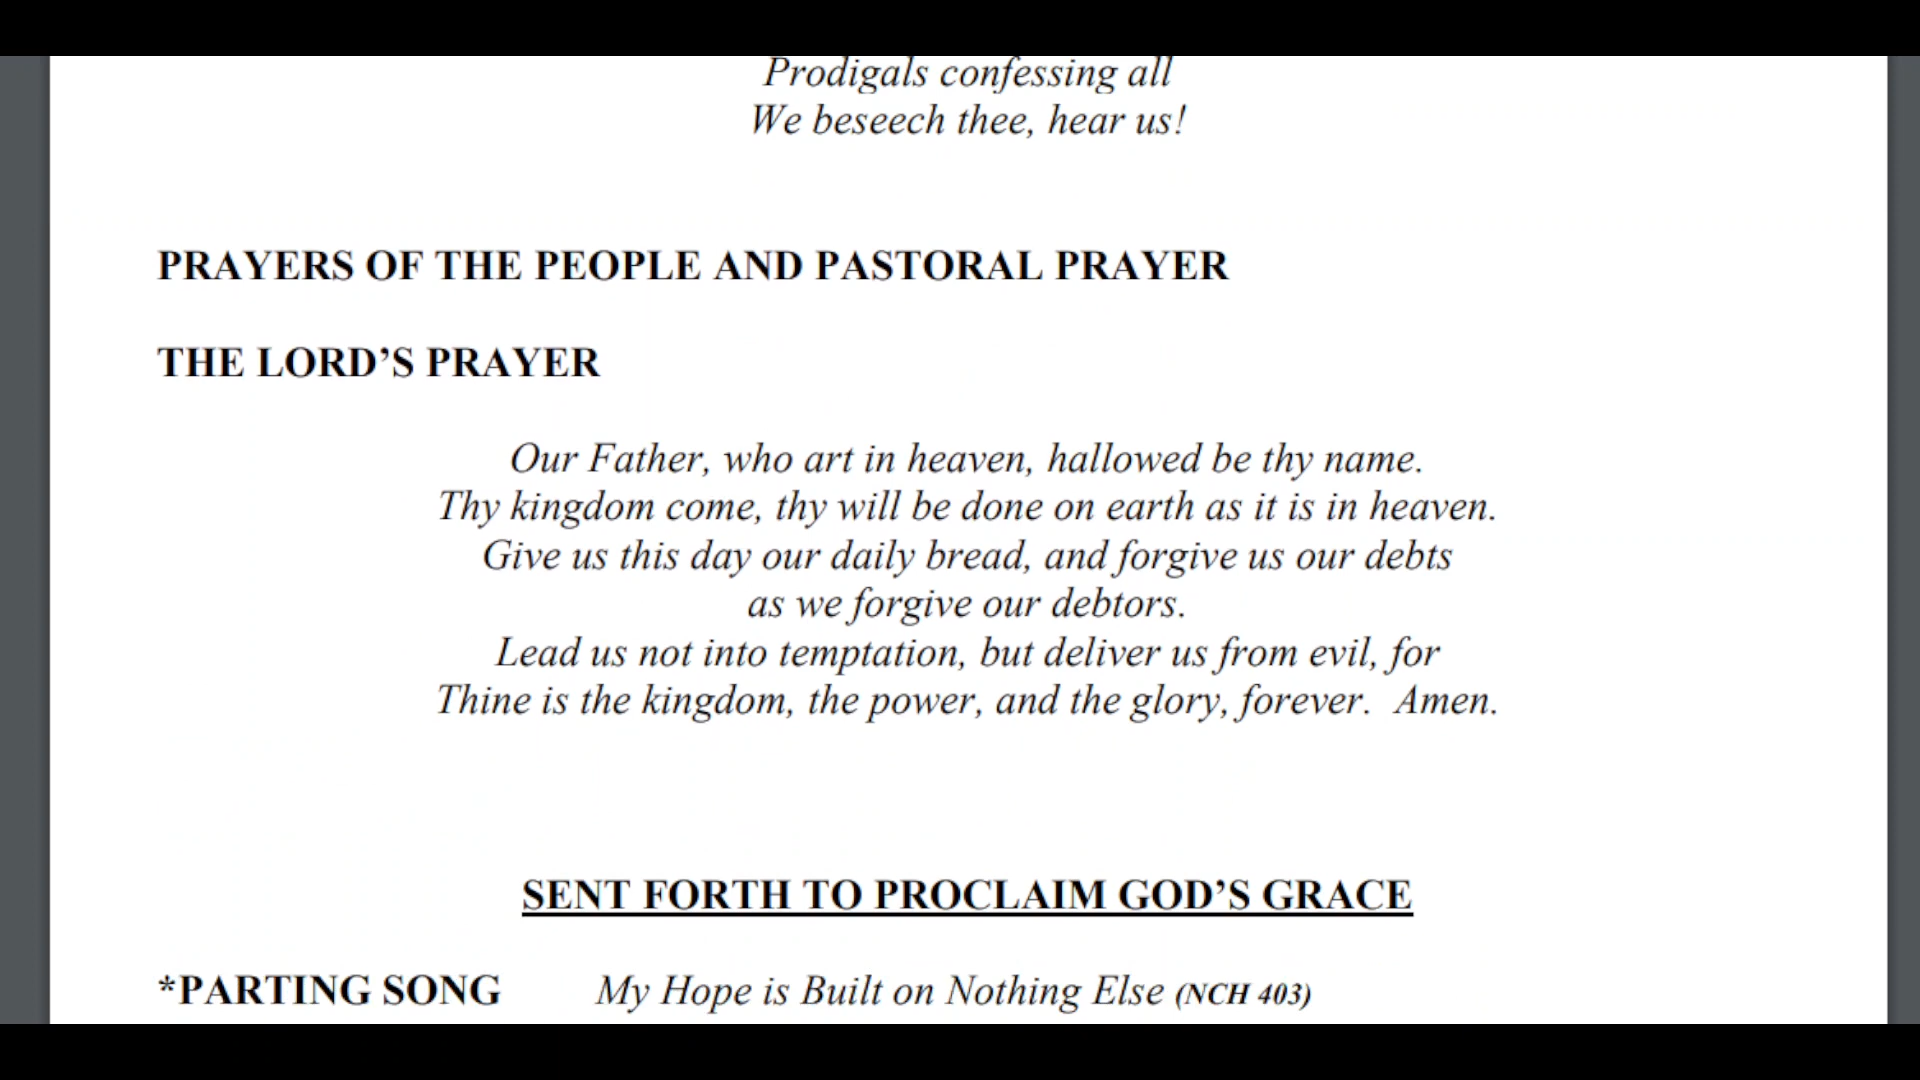 Prodigals confessing all
We beseech thee, hear us!
PRAYERS OF THE PEOPLE AND PASTORAL PRAYER
THE LORD’S PRAYER
Our Father, who art in heaven, hallowed be thy name.
Thy kingdom come, thy will be done on earth as it is in heaven.
Give us this day our daily bread, and forgive us our debts
as we forgive our debtors.
Lead us not into temptation, but deliver us from evil, for
Thine is the kingdom, the power, and the glory, forever.  Amen.
SENT FORTH TO PROCLAIM GOD’S GRACE
*PARTING SONG My Hope is Built on Nothing Else (NCH 403)